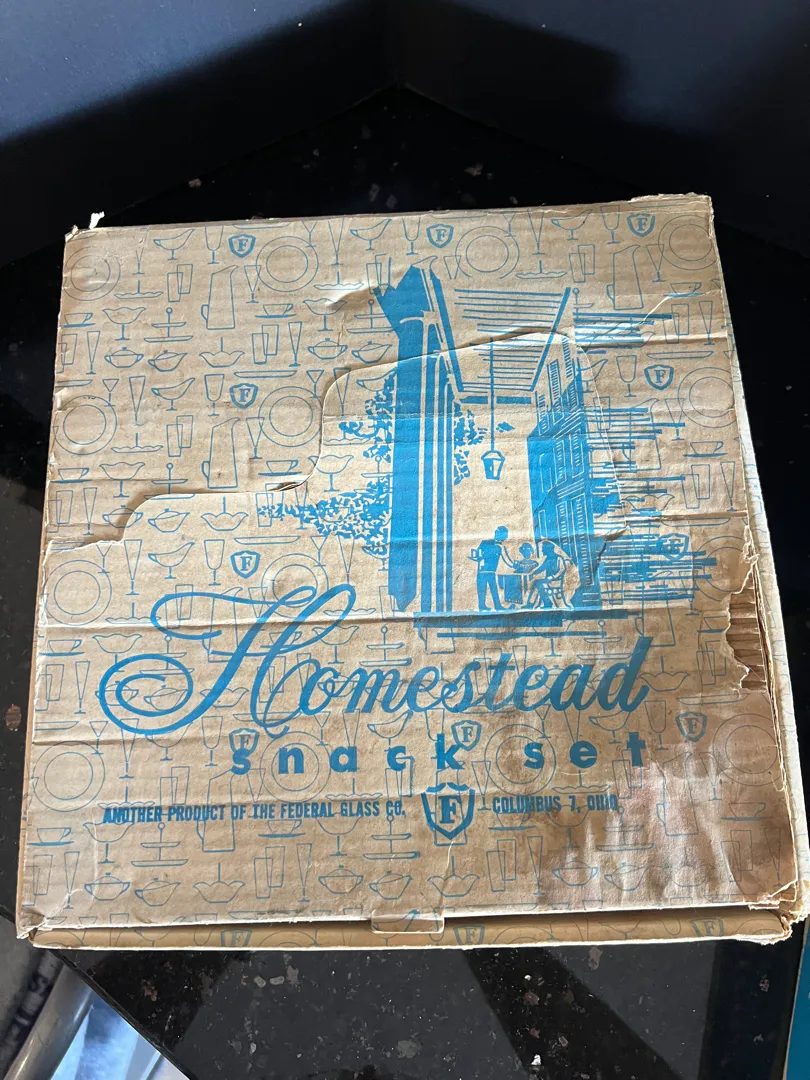 Homestead
snack set
ANOTHER PRODUCT OF THE FEDERAL GLASS CO. F COLUMBUS 7, OHIO